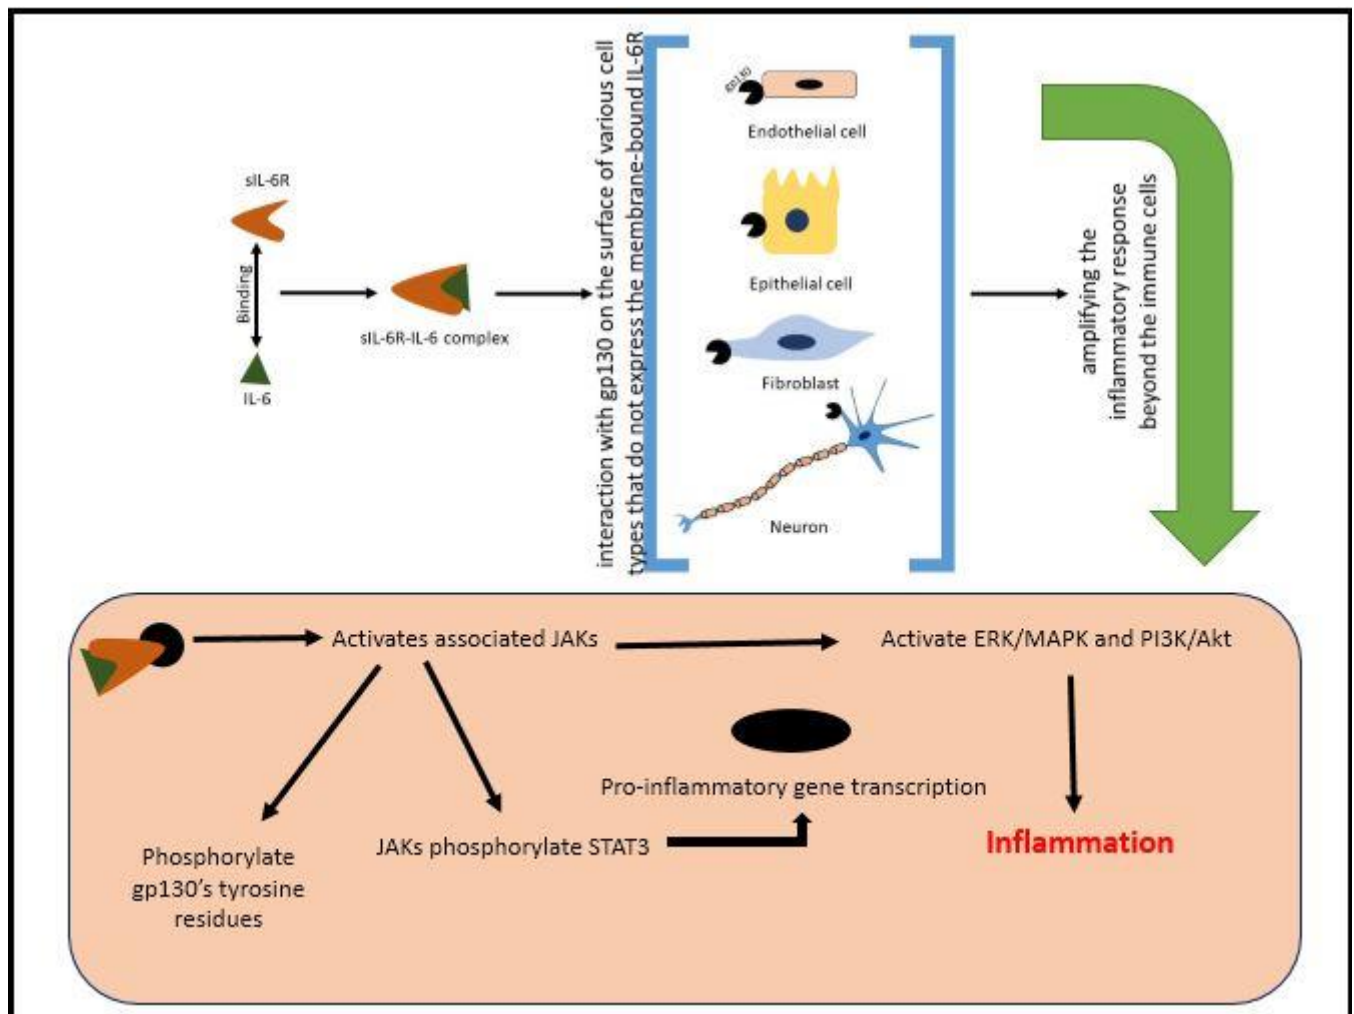 sIL-6R
Binding
IL-6
sIL-6R-IL-6 complex
interaction with gp130 on the surface of various cell
types that do not express the membrane-bound IL-6R
gp130
Endothelial cell
Epithelial cell
Fibroblast
Neuron
amplifying the
inflammatory response
beyond the immune cells
Activates associated JAKs
Activate ERK/MAPK and PI3K/Akt
Pro-inflammatory gene transcription
JAKs phosphorylate STAT3
Inflammation
Phosphorylate
gp130’s tyrosine
residues